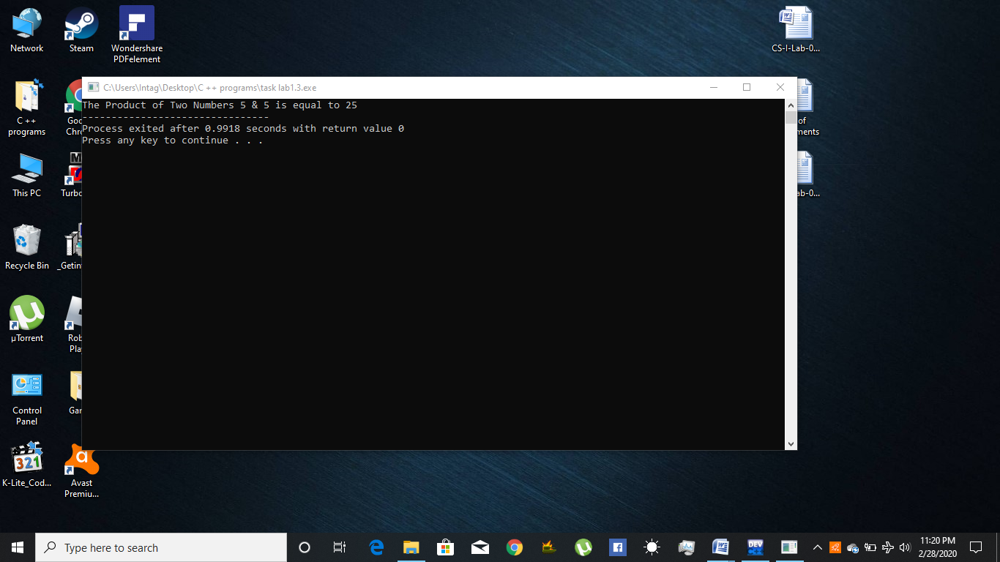 Network
Steam
Wondershare
PDFelement
CS-I-Lab-0...
C ++
programs
Goo
Chro
of
ments
This PC
Turbo
ab-0...
Recycle Bin
_Getin
µTorrent
Rob
Pla
Control
Panel
Gar
321
K-Lite_Cod...
a
Avast
Premiu...
C:\Users\Intag\Desktop\C ++ programs\task lab1.3.exe
The Product of Two Numbers 5 & 5 is equal to 25
--------------------------------
Process exited after 0.9918 seconds with return value 0
Press any key to continue . . .
Type here to search
DEV
11:20 PM
2/28/2020